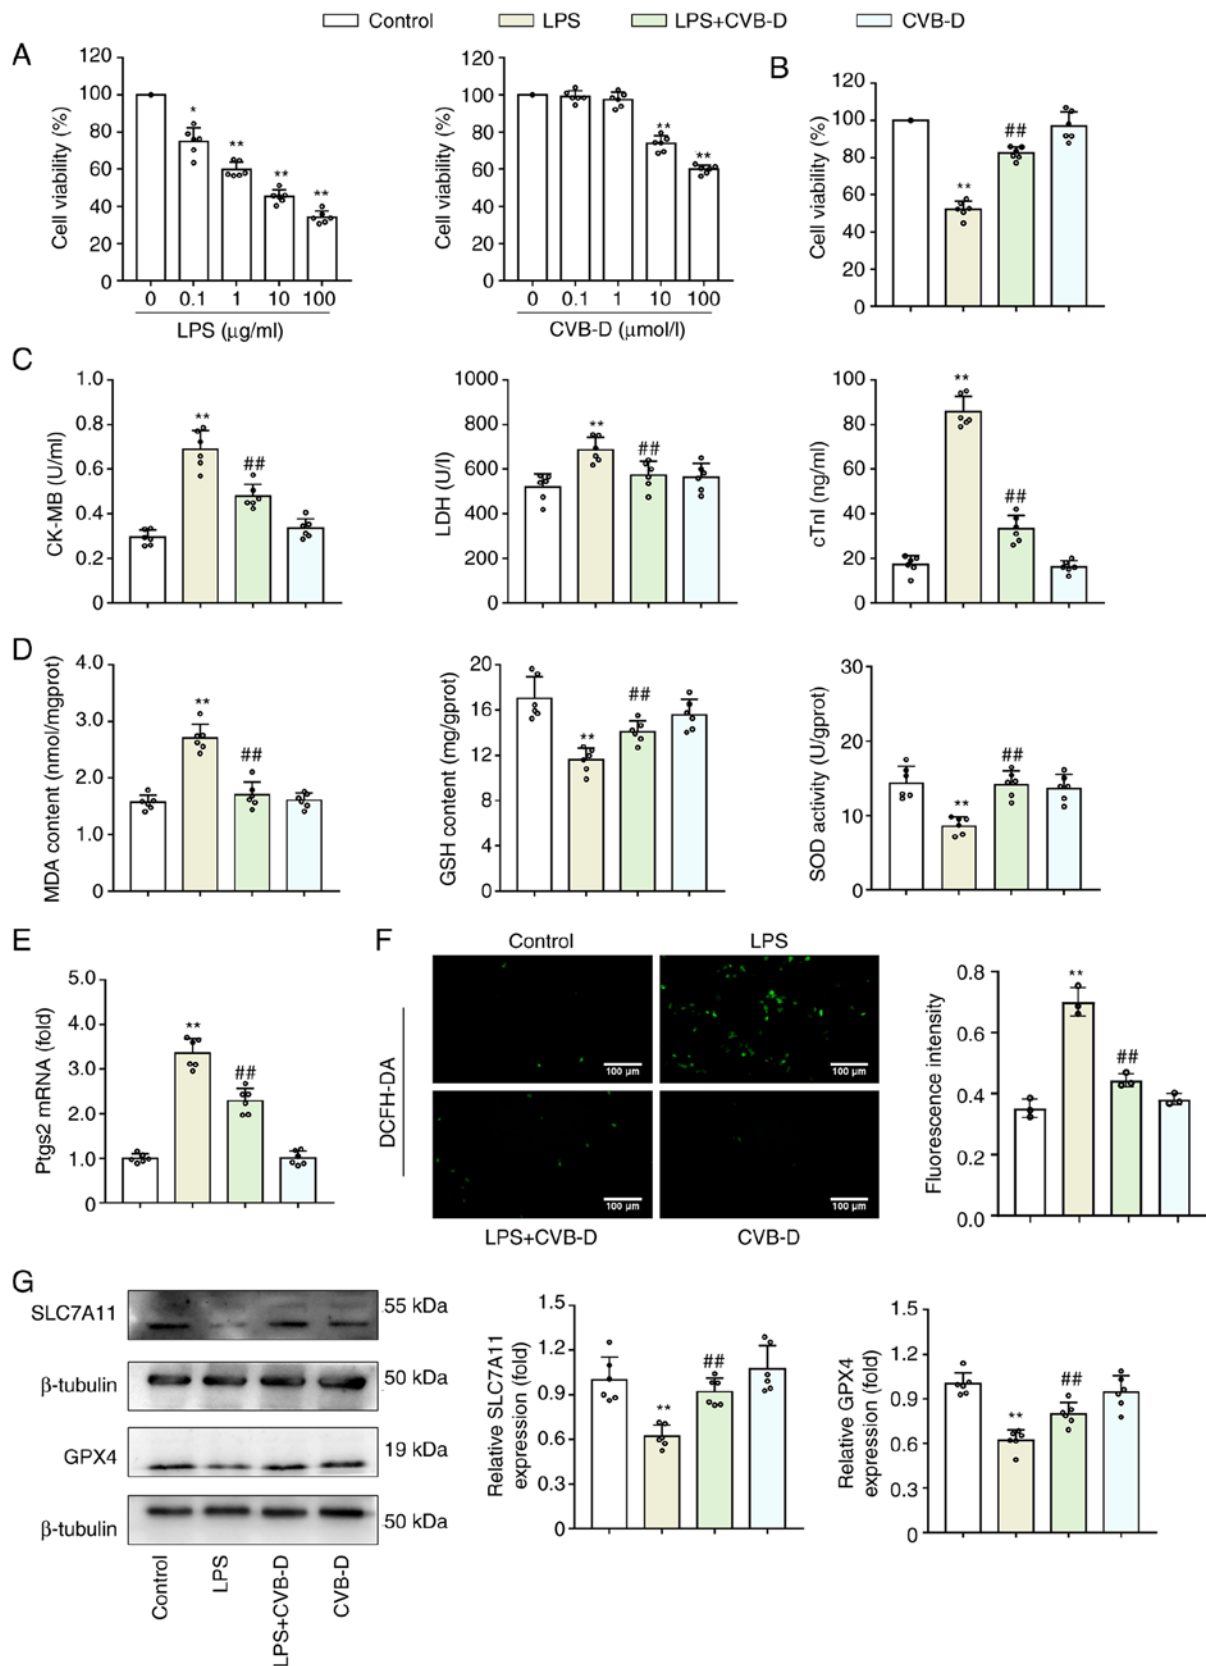 Control LPS LPS+CVB-D CVB-D
A
Cell viability (%)
120
100
80
60
40
20
0
* ** ** **
0 0.1 1 10 100
LPS (μg/ml)
Cell viability (%)
120
100
80
60
40
20
0
** **
0 0.1 1 10 100
CVB-D (μmol/l)
B
Cell viability (%)
120
100
80
60
40
20
0
** ##
C
CK-MB (U/ml)
1.0
0.8
0.6
0.4
0.2
0
** ##
LDH (U/l)
1000
800
600
400
200
0
** ##
cTnI (ng/ml)
100
80
60
40
20
0
** ##
D
MDA content (nmol/mgprot)
4.0
3.0
2.0
1.0
0
** ##
GSH content (mg/gprot)
20
16
12
8
4
0
** ##
SOD activity (U/gprot)
30
20
10
0
** ##
E
Ptgs2 mRNA (fold)
5.0
4.0
3.0
2.0
1.0
0
** ##
F
Control LPS
DCFH-DA
100 μm 100 μm
100 μm 100 μm
LPS+CVB-D CVB-D
Fluorescence intensity
0.8
0.6
0.4
0.2
0.0
** ##
G
SLC7A11 55 kDa
β-tubulin 50 kDa
GPX4 19 kDa
β-tubulin 50 kDa
Control LPS LPS+CVB-D CVB-D
Relative SLC7A11
expression (fold)
1.5
1.2
0.9
0.6
0.3
0
** ##
Relative GPX4
expression (fold)
1.5
1.2
0.9
0.6
0.3
0
** ##